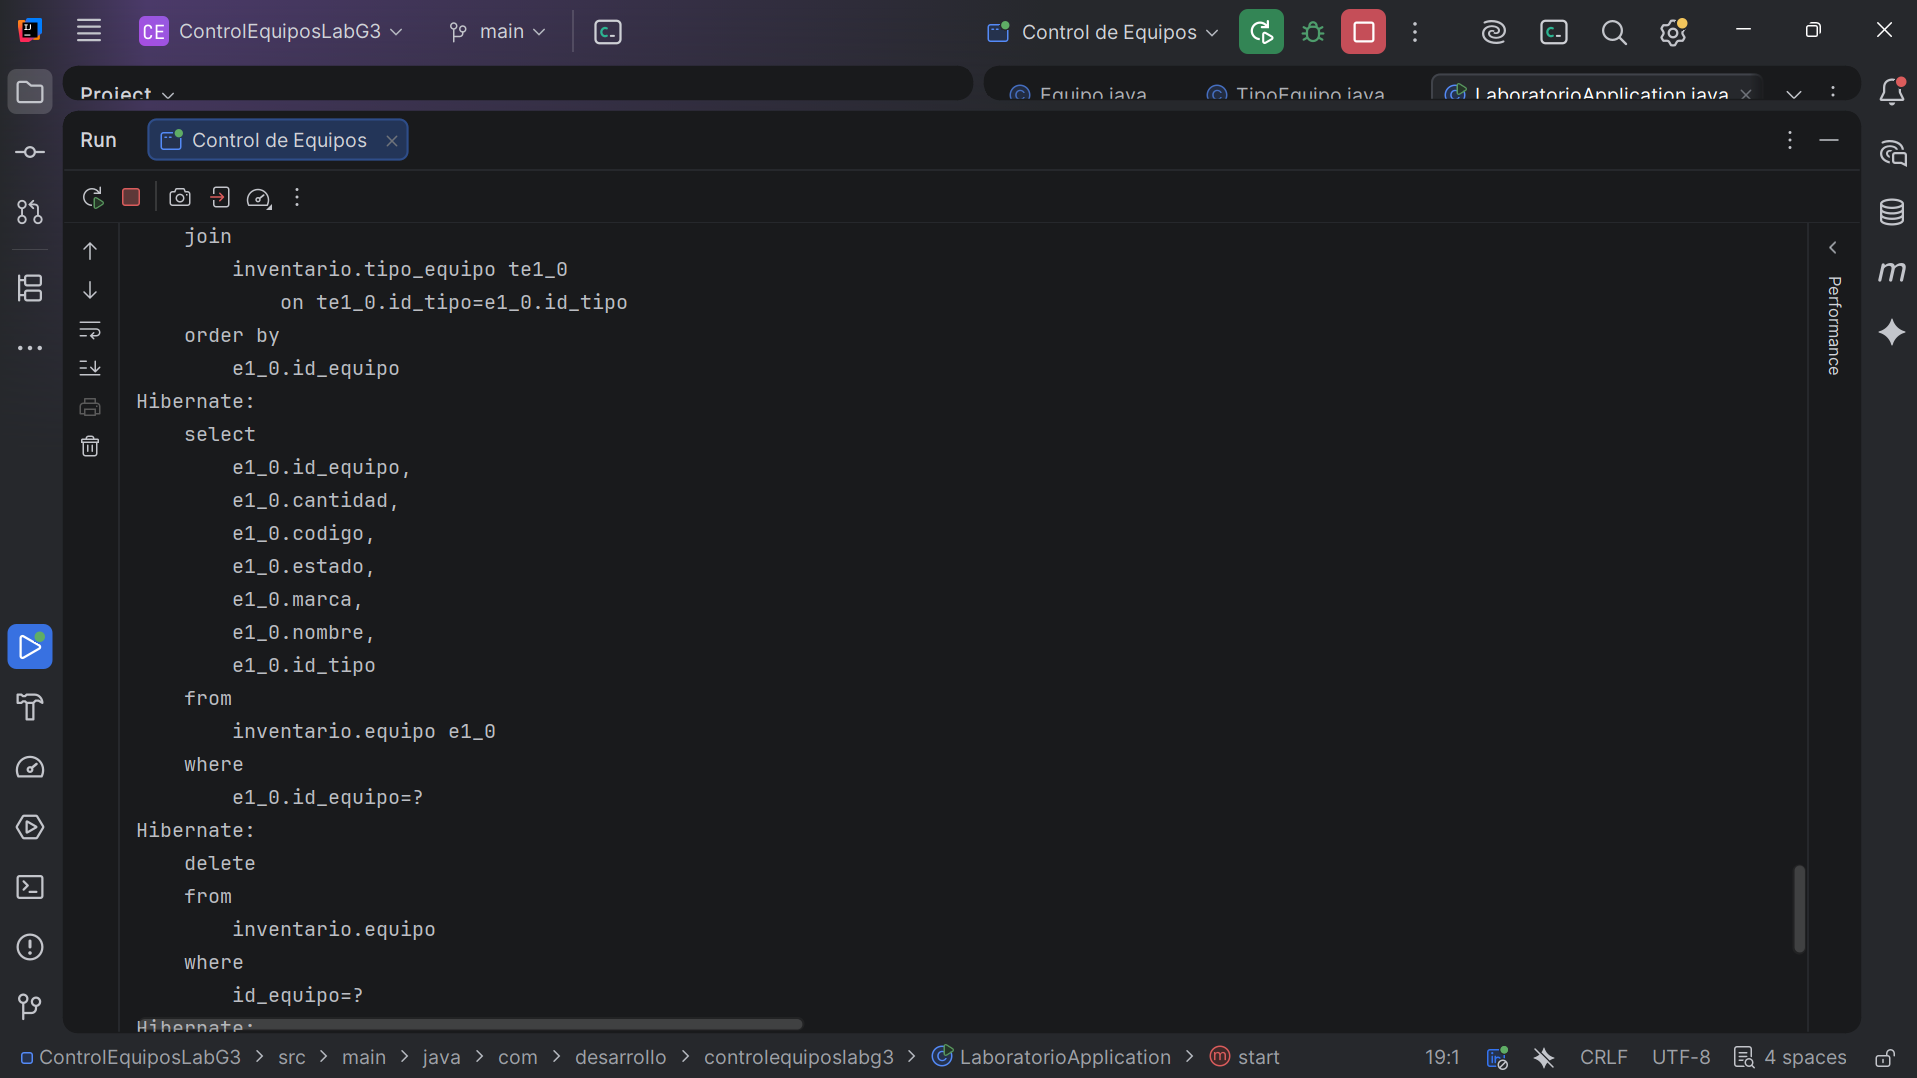 CE ControlEquiposLabG3 main Control de Equipos
Project Equipo.java TipoEquipo.java LaboratorioApplication.java
Run Control de Equipos
join
inventario.tipo_equipo te1_0
on te1_0.id_tipo=e1_0.id_tipo
order by
e1_0.id_equipo
Hibernate:
select
e1_0.id_equipo,
e1_0.cantidad,
e1_0.codigo,
e1_0.estado,
e1_0.marca,
e1_0.nombre,
e1_0.id_tipo
from
inventario.equipo e1_0
where
e1_0.id_equipo=?
Hibernate:
delete
from
inventario.equipo
where
id_equipo=?
Hibernate:
Performance
ControlEquiposLabG3 > src > main > java > com > desarrollo > controlequiposlabg3 > LaboratorioApplication > start 19:1 CRLF UTF-8 4 spaces